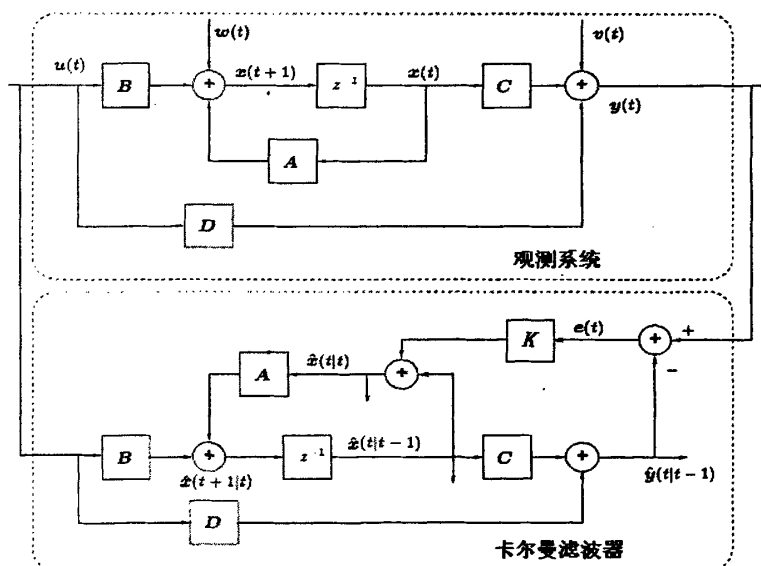 w(t)
v(t)
u(t)
B
+
x(t+1)
z⁻¹
x(t)
C
+
y(t)
A
D
观测系统
K
e(t)
+
+
−
A
x̂(t|t)
+
B
+
x̂(t+1|t)
z⁻¹
x̂(t|t−1)
C
+
ŷ(t|t−1)
D
卡尔曼滤波器